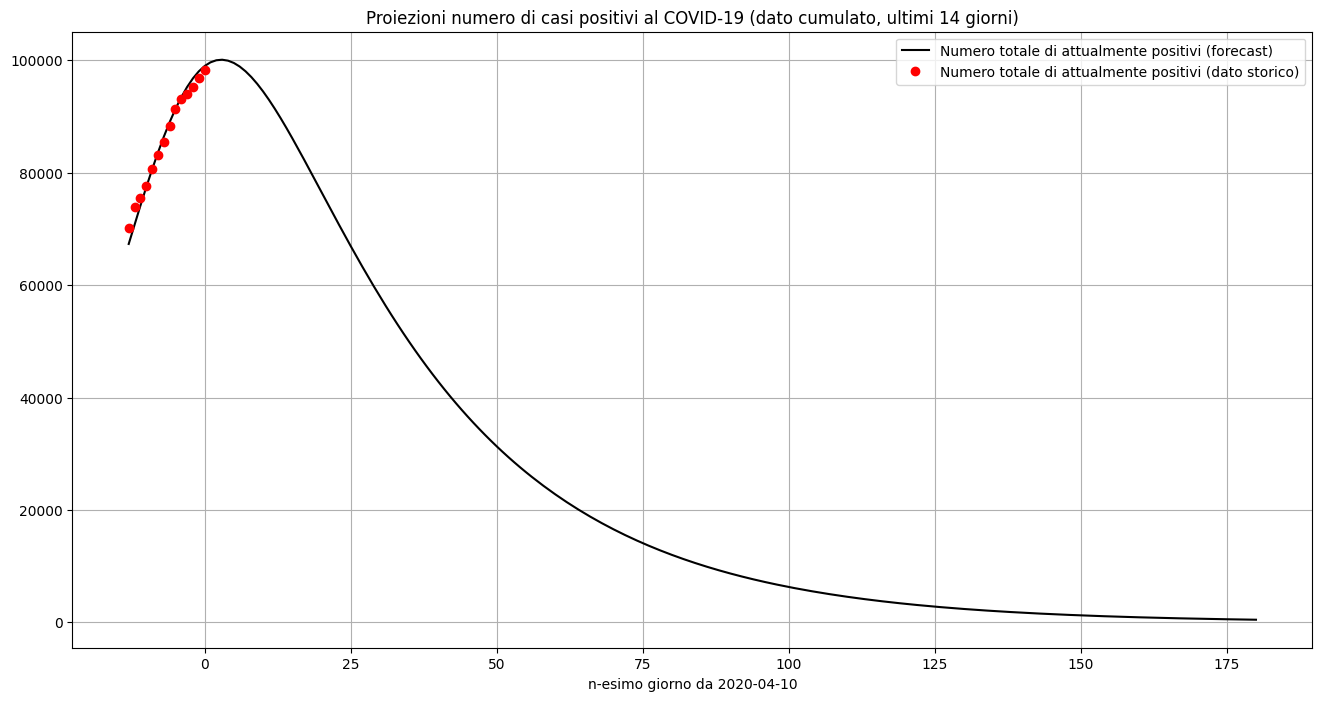 Proiezioni numero di casi positivi al COVID-19 (dato cumulato, ultimi 14 giorni)
Numero totale di attualmente positivi (forecast)
Numero totale di attualmente positivi (dato storico)
100000
80000
60000
40000
20000
0
0 25 50 75 100 125 150 175
n-esimo giorno da 2020-04-10